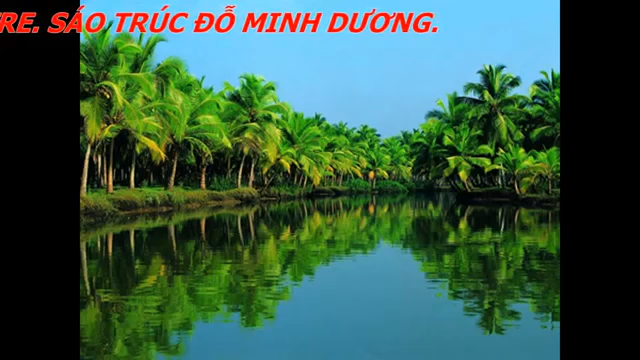 RE. SÁO TRÚC ĐỖ MINH DƯƠNG.